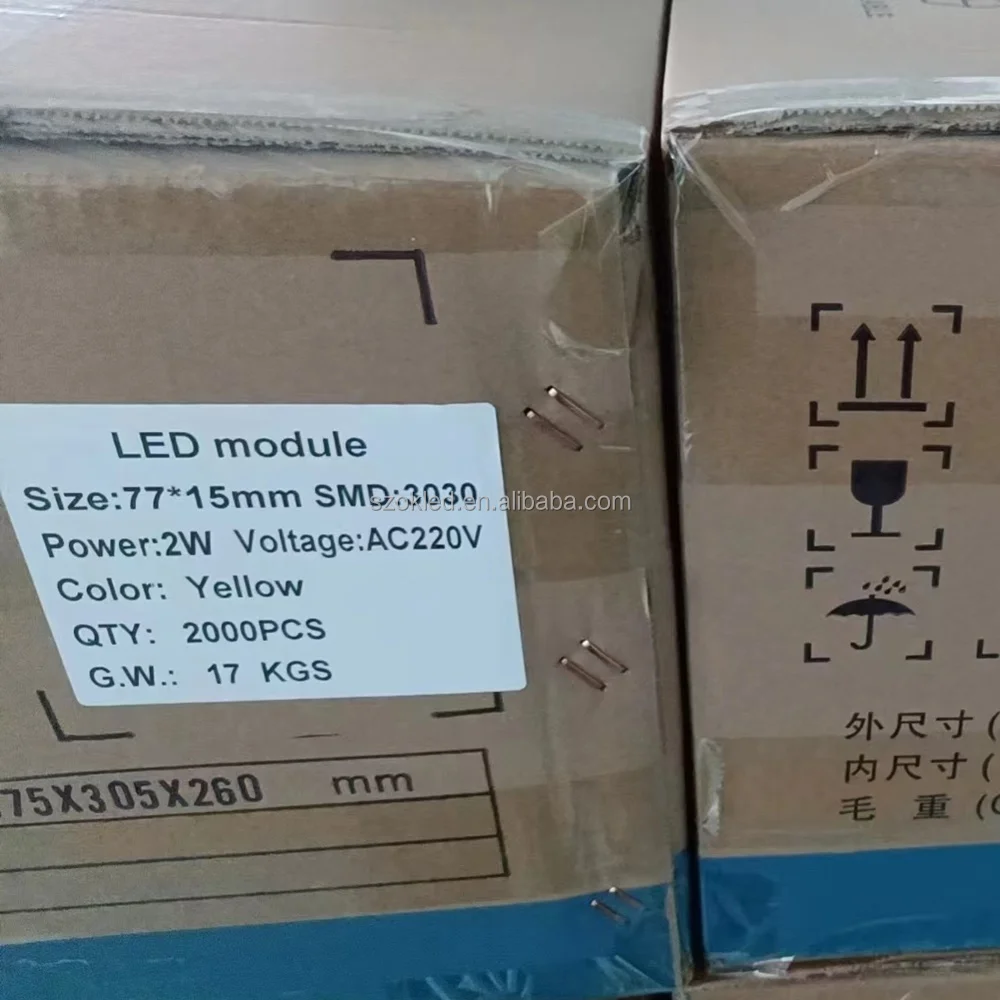 LED module
Size:77*15mm SMD:3030
Power:2W Voltage:AC220V
Color: Yellow
QTY: 2000PCS
G.W.: 17 KGS
75X305X260 mm
szokled.en.alibaba.com
外尺寸(
内尺寸(
毛 重(